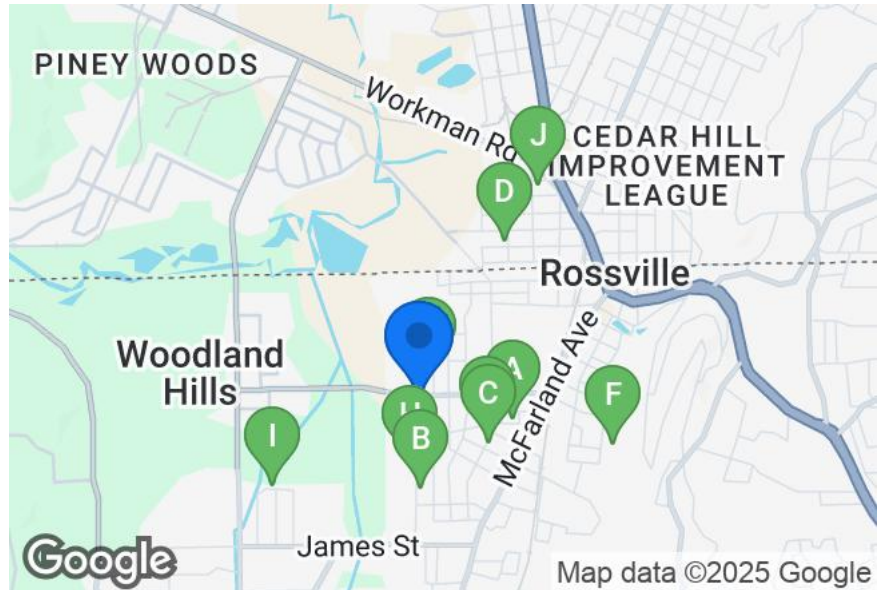 PINEY WOODS
Workman Rd
J
CEDAR HILL
IMPROVEMENT
LEAGUE
D
Rossville
Woodland
Hills
A
McFarland Ave
C
F
H
B
I
James St
Google
Map data ©2025 Google